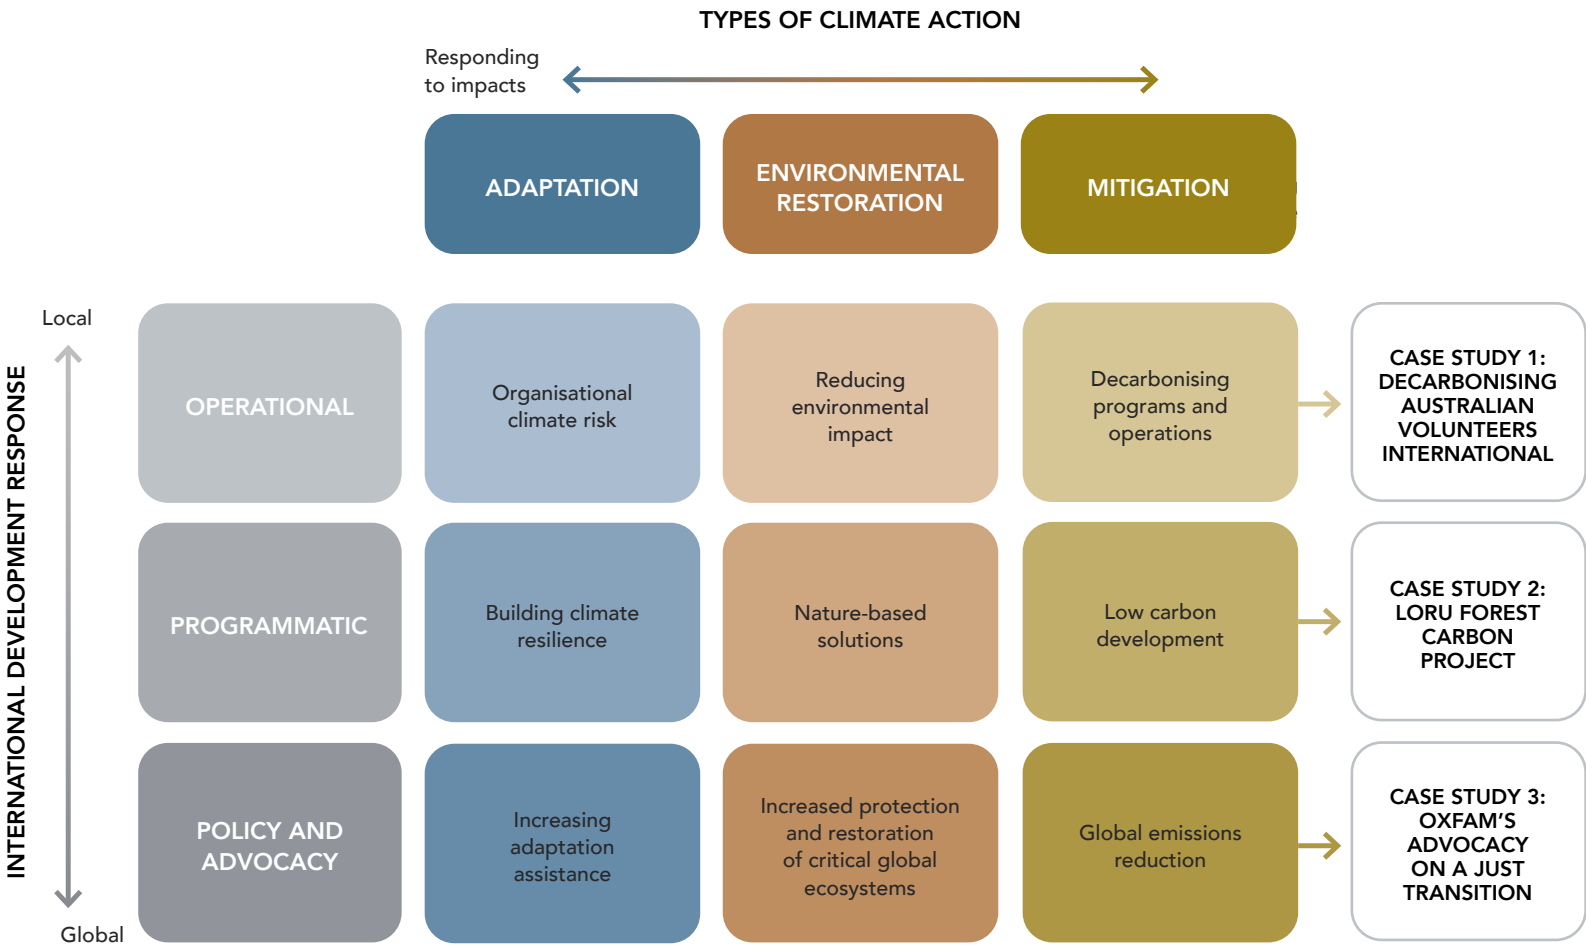 TYPES OF CLIMATE ACTION
Responding
to impacts
ADAPTATION
ENVIRONMENTAL
RESTORATION
MITIGATION
INTERNATIONAL DEVELOPMENT RESPONSE
Local
Global
OPERATIONAL
Organisational
climate risk
Reducing
environmental
impact
Decarbonising
programs and
operations
CASE STUDY 1:
DECARBONISING
AUSTRALIAN
VOLUNTEERS
INTERNATIONAL
PROGRAMMATIC
Building climate
resilience
Nature-based
solutions
Low carbon
development
CASE STUDY 2:
LORU FOREST
CARBON
PROJECT
POLICY AND
ADVOCACY
Increasing
adaptation
assistance
Increased protection
and restoration
of critical global
ecosystems
Global emissions
reduction
CASE STUDY 3:
OXFAM'S
ADVOCACY
ON A JUST
TRANSITION